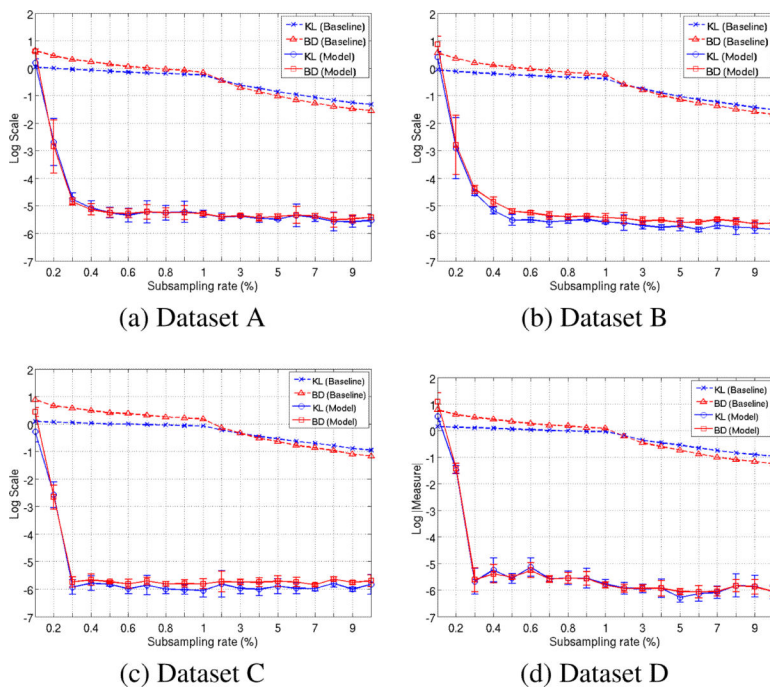 2
1
0
-1
-2
-3
-4
-5
-6
-7
Log Scale
KL (Baseline)
BD (Baseline)
KL (Model)
BD (Model)
0.2 0.4 0.6 0.8 1 3 5 7 9
Subsampling rate (%)
(a) Dataset A
2
1
0
-1
-2
-3
-4
-5
-6
-7
Log Scale
KL (Baseline)
BD (Baseline)
KL (Model)
BD (Model)
0.2 0.4 0.6 0.8 1 3 5 7 9
Subsampling rate (%)
(b) Dataset B
2
1
0
-1
-2
-3
-4
-5
-6
-7
Log Scale
KL (Baseline)
BD (Baseline)
KL (Model)
BD (Model)
0.2 0.4 0.6 0.8 1 3 5 7 9
Subsampling rate (%)
(c) Dataset C
2
1
0
-1
-2
-3
-4
-5
-6
-7
Log |Measure|
KL (Baseline)
BD (Baseline)
KL (Model)
BD (Model)
0.2 0.4 0.6 0.8 1 3 5 7 9
Subsampling rate (%)
(d) Dataset D